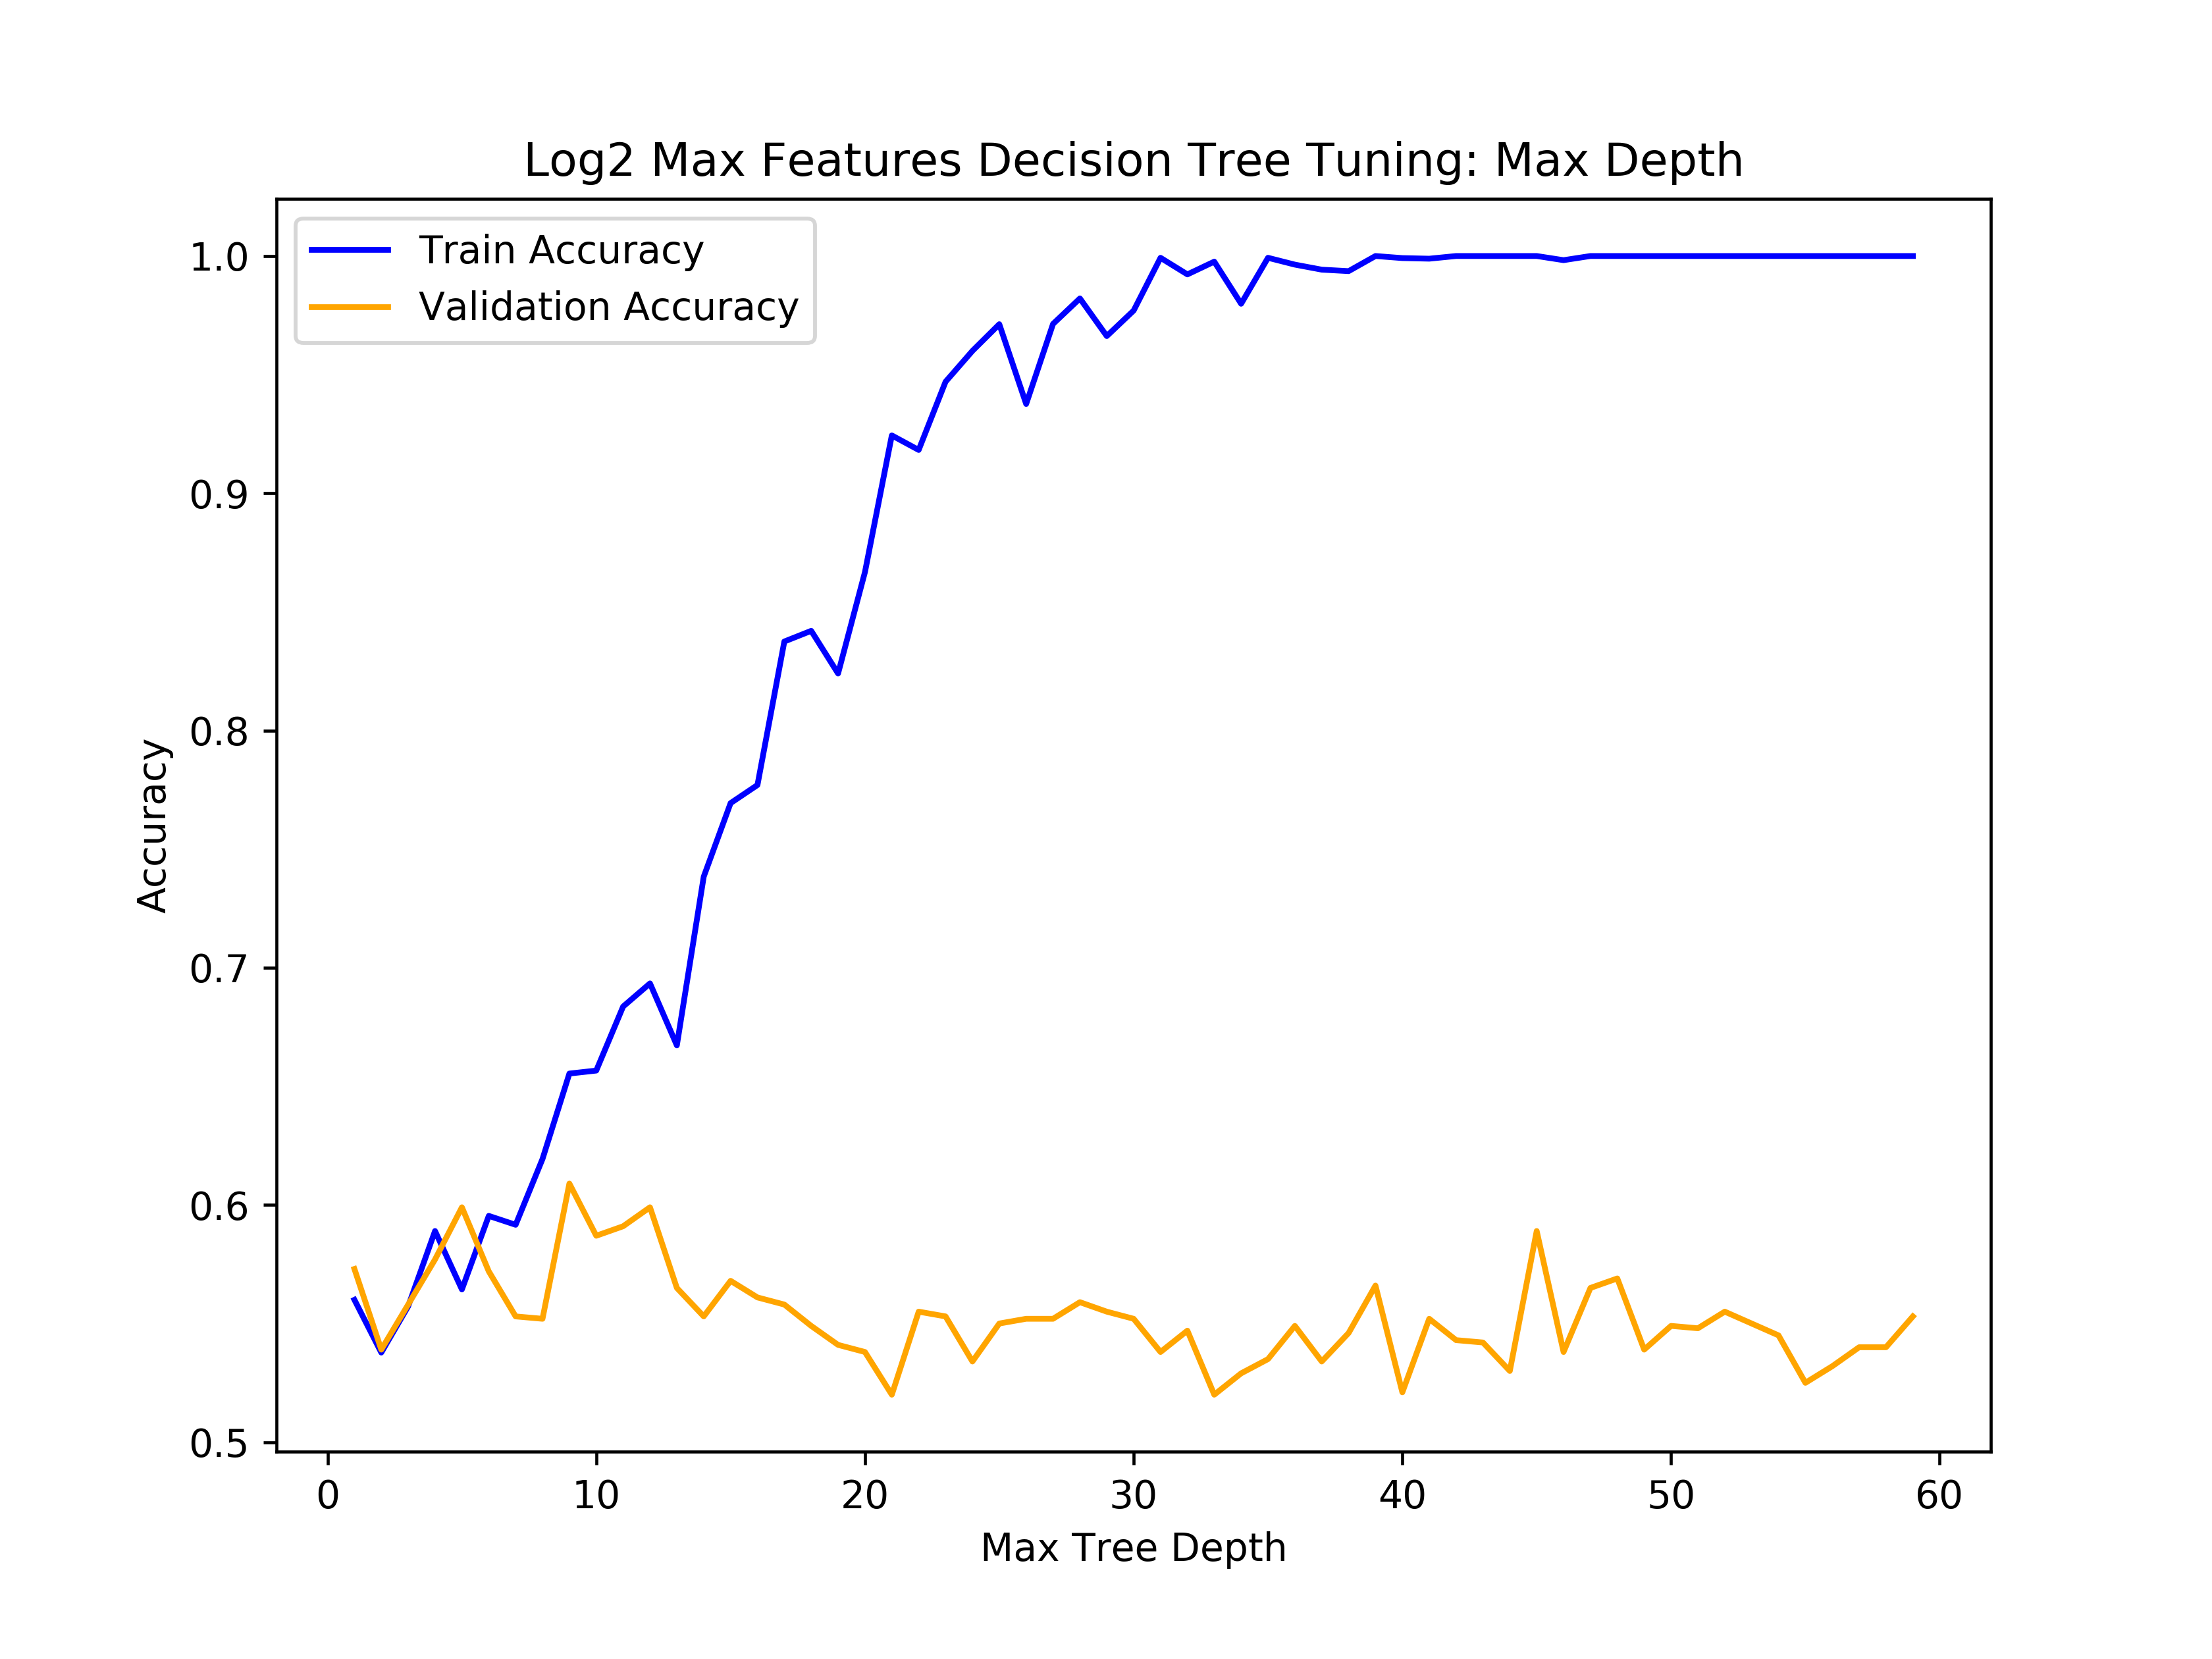 Log2 Max Features Decision Tree Tuning: Max Depth
Train Accuracy
Validation Accuracy
1.0
0.9
0.8
0.7
0.6
0.5
Accuracy
0 10 20 30 40 50 60
Max Tree Depth